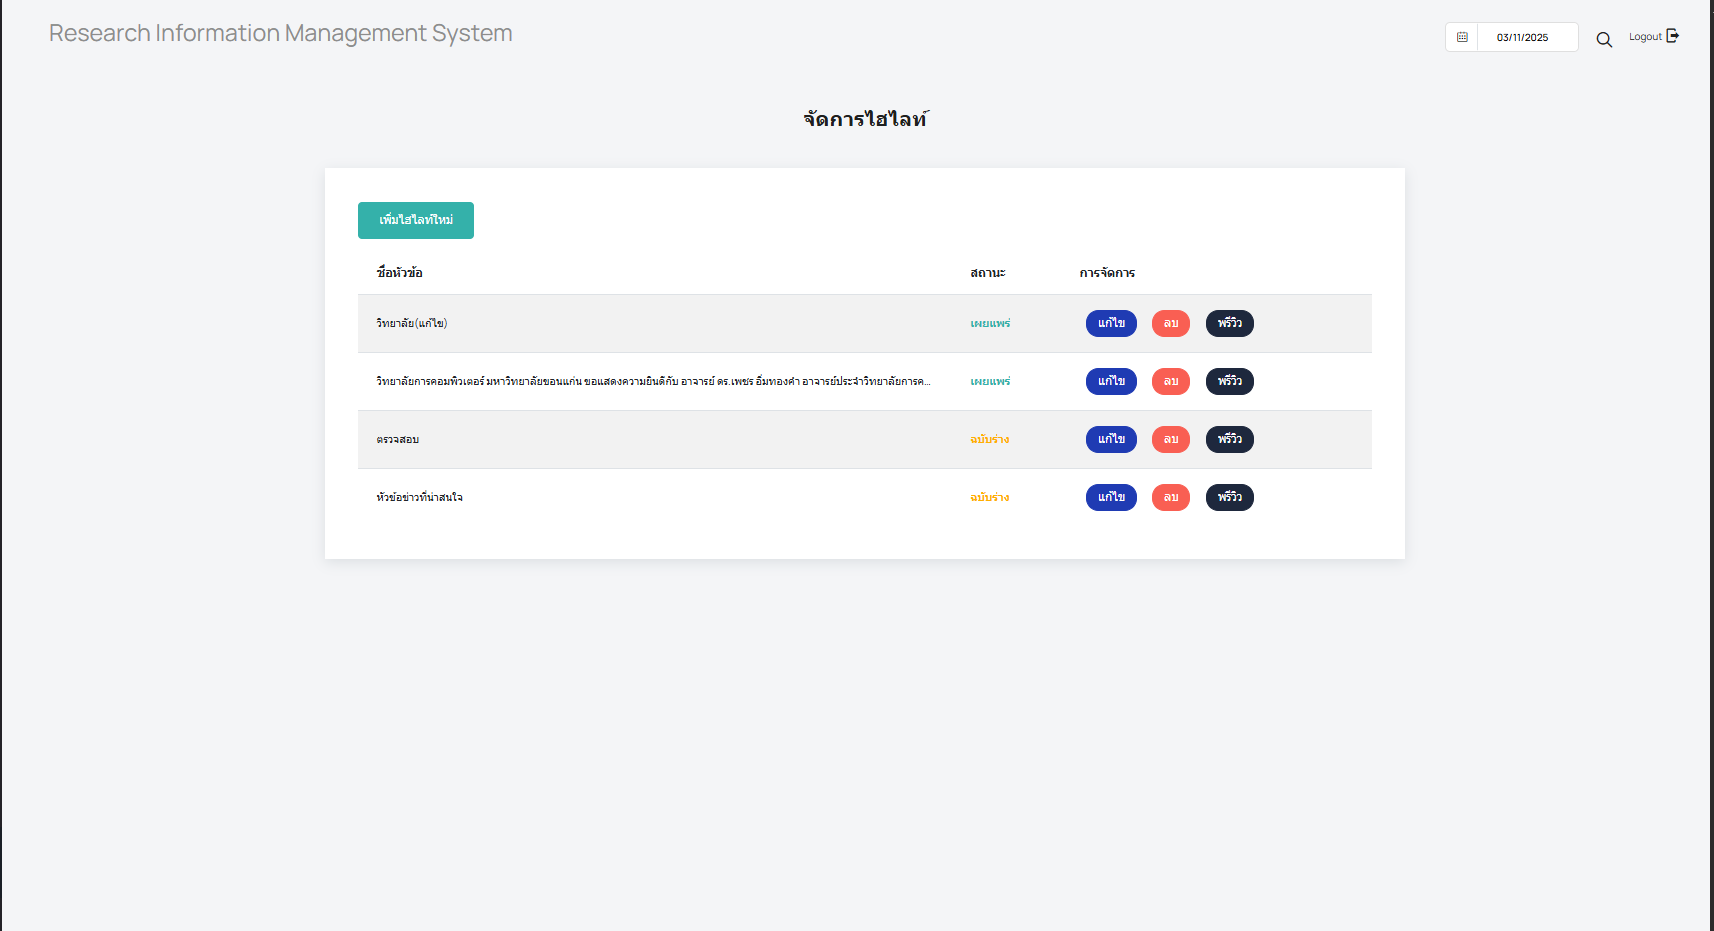 Research Information Management System
03/11/2025
Logout
จัดการไฮไลท์
เพิ่มไฮไลท์ใหม่
ชื่อหัวข้อ สถานะ การจัดการ
วิทยาลัย(แก้ไข) เผยแพร่ แก้ไข ลบ พรีวิว
วิทยาลัยการคอมพิวเตอร์ มหาวิทยาลัยขอนแก่น ขอแสดงความยินดีกับ อาจารย์ ดร.เพชร อิ่มทองคำ อาจารย์ประจำวิทยาลัยการค... เผยแพร่ แก้ไข ลบ พรีวิว
ตรวจสอบ ฉบับร่าง แก้ไข ลบ พรีวิว
หัวข้อข่าวที่น่าสนใจ ฉบับร่าง แก้ไข ลบ พรีวิว